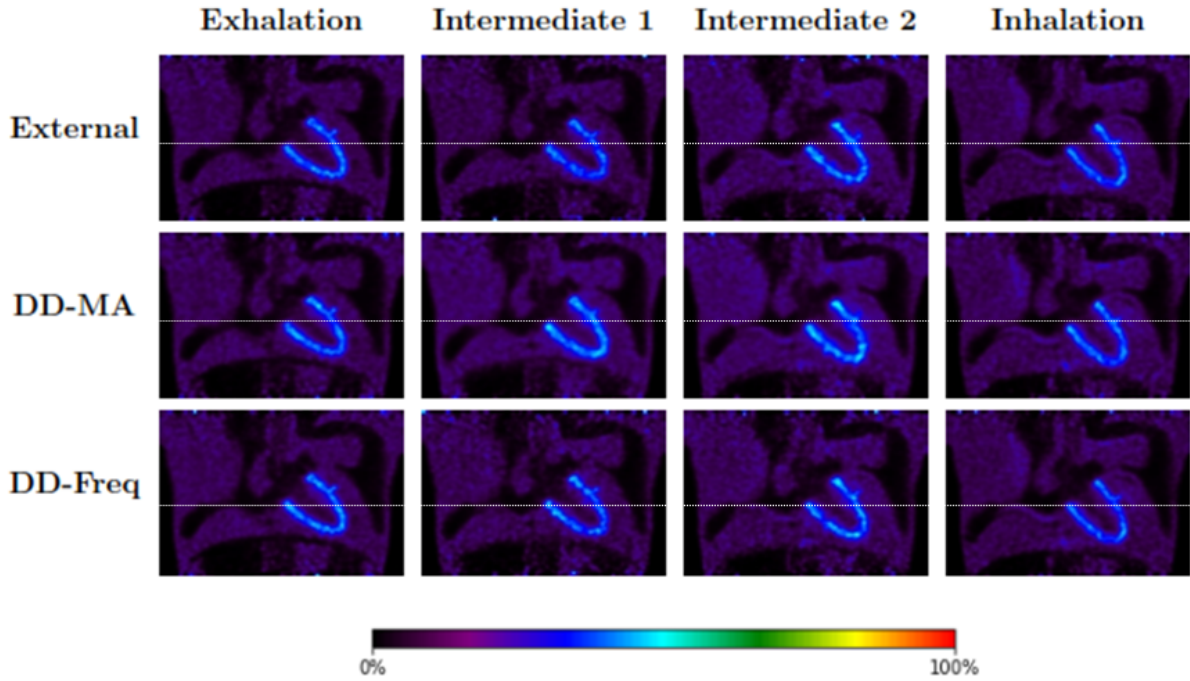 Exhalation Intermediate 1 Intermediate 2 Inhalation
External
DD-MA
DD-Freq
0% 100%